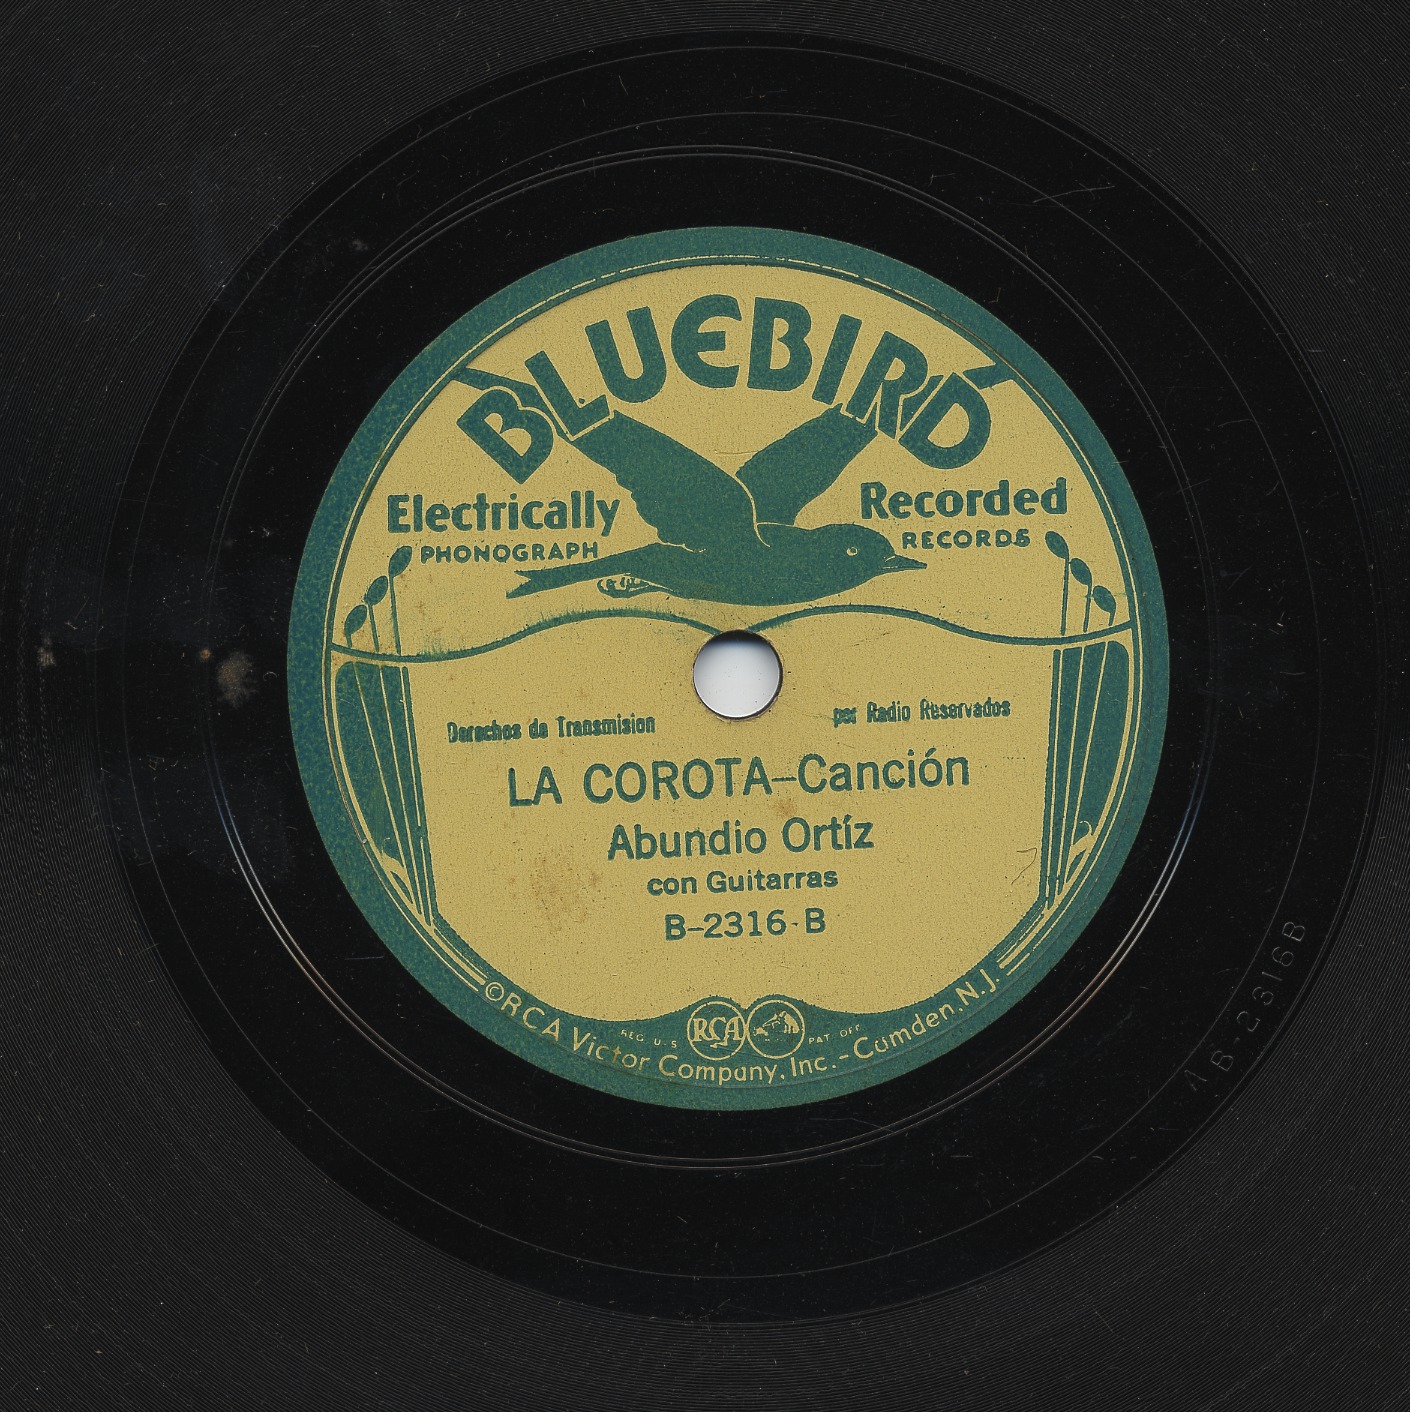 BLUEBIRD
Electrically Recorded
PHONOGRAPH RECORDS
Derechos de Transmision por Radio Reservados
LA COROTA–Canción
Abundio Ortíz
con Guitarras
B–2316-B
REG. U.S. RCA PAT. OFF.
©RCA Victor Company, Inc.–Camden, N.J.
A B-2316B